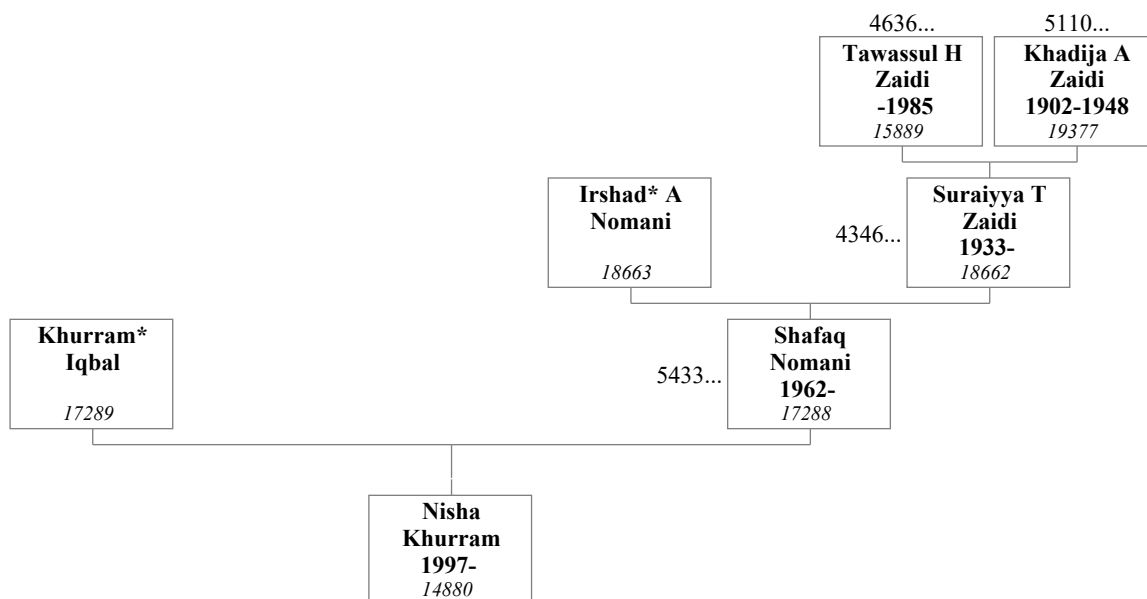 4636...
5110...
Tawassul H
Zaidi
-1985
15889
Khadija A
Zaidi
1902-1948
19377
Irshad* A
Nomani
18663
4346...
Suraiyya T
Zaidi
1933-
18662
Khurram*
Iqbal
17289
5433...
Shafaq
Nomani
1962-
17288
Nisha
Khurram
1997-
14880